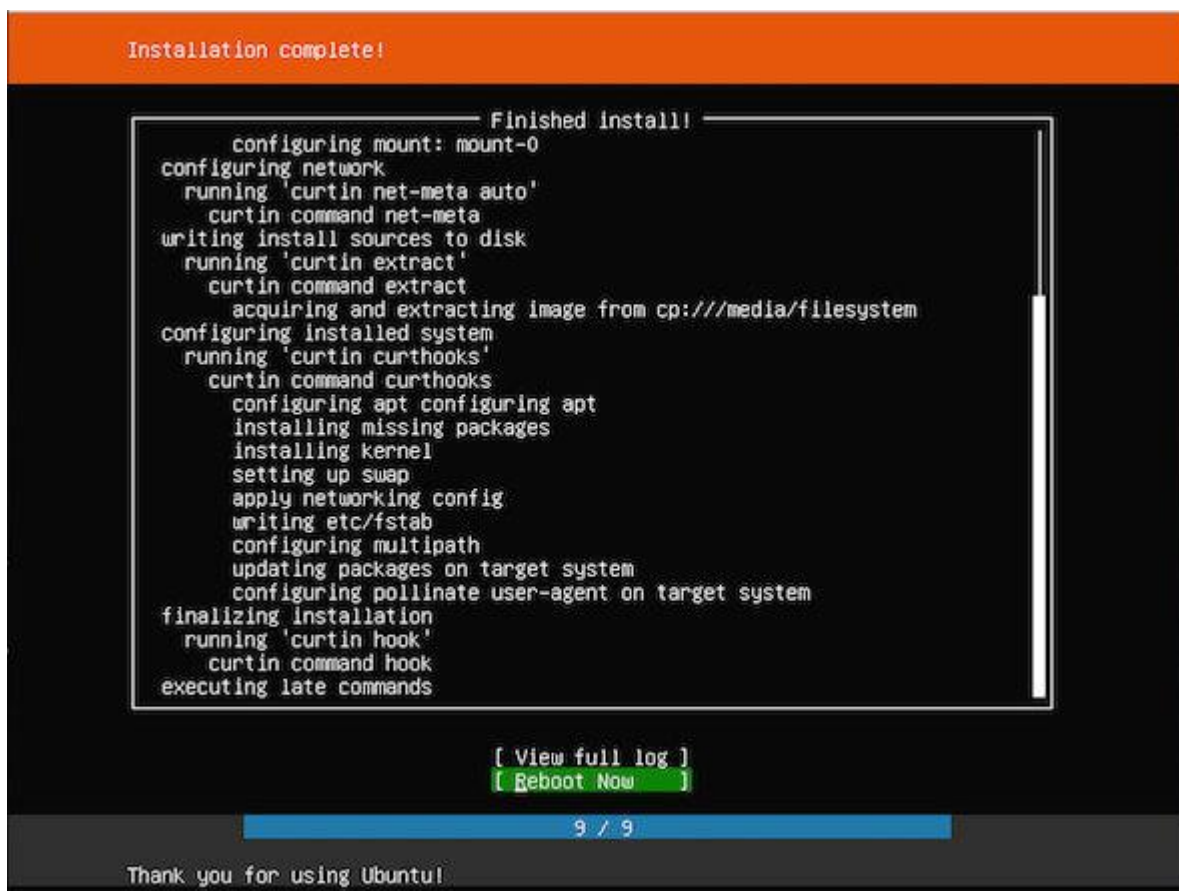 Installation complete!
Finished install!
configuring mount: mount-0
configuring network
running 'curtin net-meta auto'
curtin command net-meta
writing install sources to disk
running 'curtin extract'
curtin command extract
acquiring and extracting image from cp:///media/filesystem
configuring installed system
running 'curtin curthooks'
curtin command curthooks
configuring apt configuring apt
installing missing packages
installing kernel
setting up swap
apply networking config
writing etc/fstab
configuring multipath
updating packages on target system
configuring pollinate user-agent on target system
finalizing installation
running 'curtin hook'
curtin command hook
executing late commands
[ View full log ]
[ Reboot Now ]
9 / 9
Thank you for using Ubuntu!